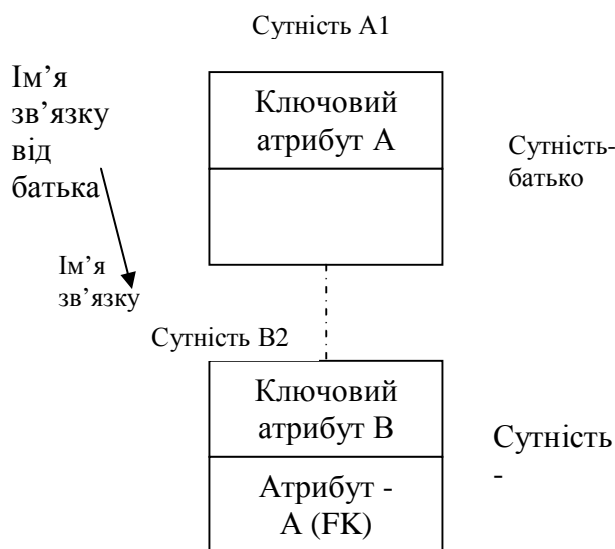 Сутність А1
Ім’я
зв’язку
від
батька
Ключовий
атрибут А
Сутність-
батько
Ім’я
зв’язку
Сутність В2
Ключовий
атрибут В
Сутність
-
Атрибут -
А (FK)